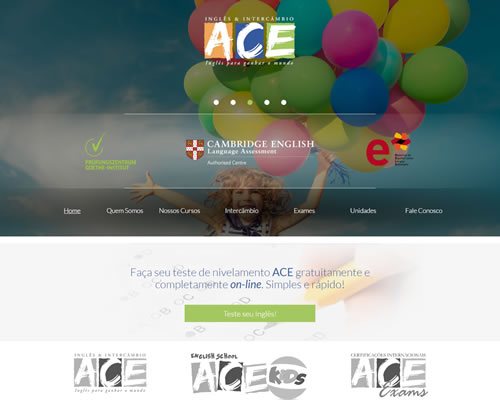 INGLÊS & INTERCÂMBIO
ACE
Inglês para ganhar o mundo
PRÜFUNGSZENTRUM
GOETHE-INSTITUT
CAMBRIDGE ENGLISH
Language Assessment
Authorised Centre
e
Home Quem Somos Nossos Cursos Intercâmbio Exames Unidades Fale Conosco
Faça seu teste de nivelamento ACE gratuitamente e
completamente on-line. Simples e rápido!
Teste seu Inglês!
INGLÊS & INTERCÂMBIO
ACE
Inglês para ganhar o mundo
ENGLISH SCHOOL
ACE KIDS
CERTIFICAÇÕES INTERNACIONAIS
ACE
Exams